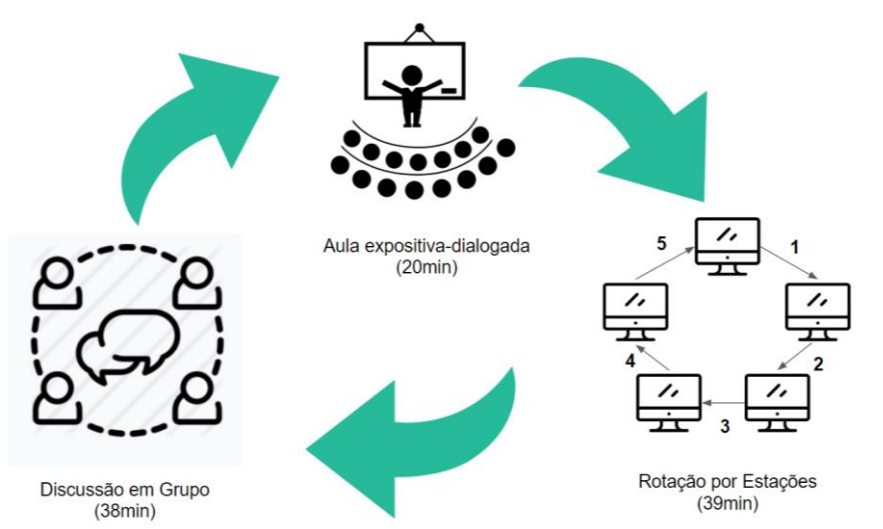 Aula expositiva-dialogada
(20min)
5
1
4
2
3
Rotação por Estações
(39min)
Discussão em Grupo
(38min)